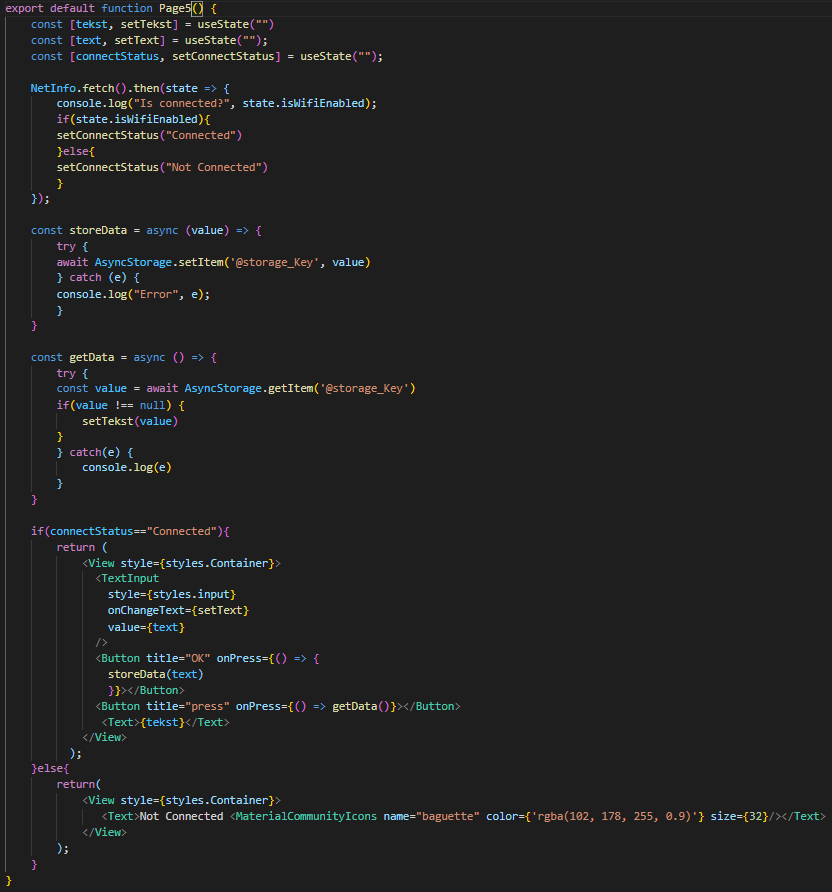 export default function Page5() {
    const [tekst, setTekst] = useState("")
    const [text, setText] = useState("");
    const [connectStatus, setConnectStatus] = useState("");

    NetInfo.fetch().then(state => {
        console.log("Is connected?", state.isWifiEnabled);
        if(state.isWifiEnabled){
        setConnectStatus("Connected")
        }else{
        setConnectStatus("Not Connected")
        }
    });

    const storeData = async (value) => {
        try {
        await AsyncStorage.setItem('@storage_Key', value)
        } catch (e) {
        console.log("Error", e);
        }
    }

    const getData = async () => {
        try {
        const value = await AsyncStorage.getItem('@storage_Key')
        if(value !== null) {
            setTekst(value)
        }
        } catch(e) {
            console.log(e)
        }
    }

    if(connectStatus=="Connected"){
        return (
            <View style={styles.Container}>
              <TextInput
                style={styles.input}
                onChangeText={setText}
                value={text}
              />
              <Button title="OK" onPress={() => {
                storeData(text)
                }}></Button>
              <Button title="press" onPress={() => getData()}></Button>
               <Text>{tekst}</Text>
            </View>
          );
    }else{
        return(
            <View style={styles.Container}>
               <Text>Not Connected <MaterialCommunityIcons name="baguette" color={'rgba(102, 178, 255, 0.9)'} size={32}/></Text>
            </View>
        );
    }
}